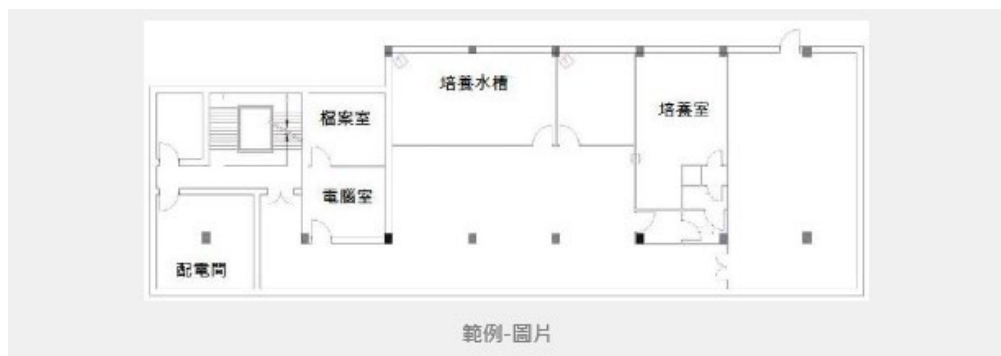 培養水槽
培養室
檔案室
電腦室
配電間
範例-圖片